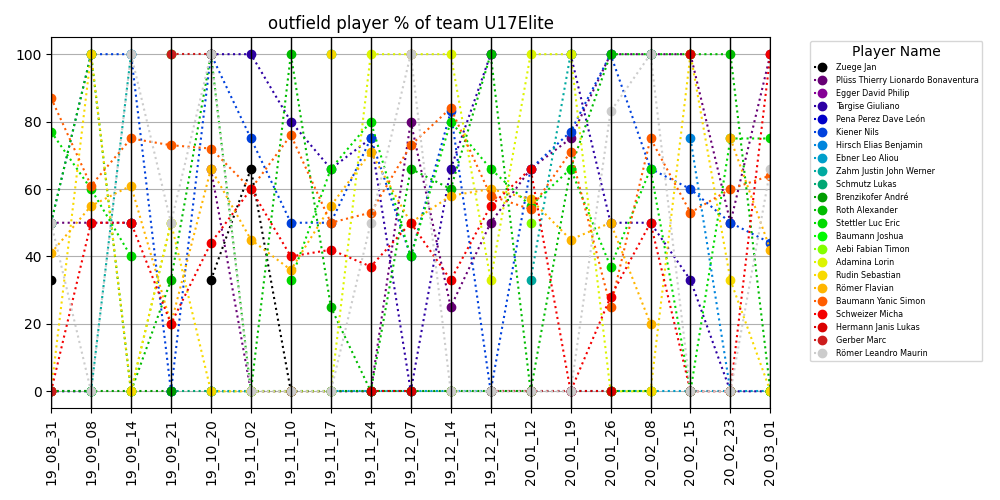 outfield player % of team U17Elite
100
80
60
40
20
0
19_08_31
19_09_08
19_09_14
19_09_21
19_10_20
19_11_02
19_11_10
19_11_17
19_11_24
19_12_07
19_12_14
19_12_21
20_01_12
20_01_19
20_01_26
20_02_08
20_02_15
20_02_23
20_03_01
Player Name
Zuege Jan
Plüss Thierry Lionardo Bonaventura
Egger David Philip
Targise Giuliano
Pena Perez Dave León
Kiener Nils
Hirsch Elias Benjamin
Ebner Leo Aliou
Zahm Justin John Werner
Schmutz Lukas
Brenzikofer André
Roth Alexander
Stettler Luc Eric
Baumann Joshua
Aebi Fabian Timon
Adamina Lorin
Rudin Sebastian
Römer Flavian
Baumann Yanic Simon
Schweizer Micha
Hermann Janis Lukas
Gerber Marc
Römer Leandro Maurin